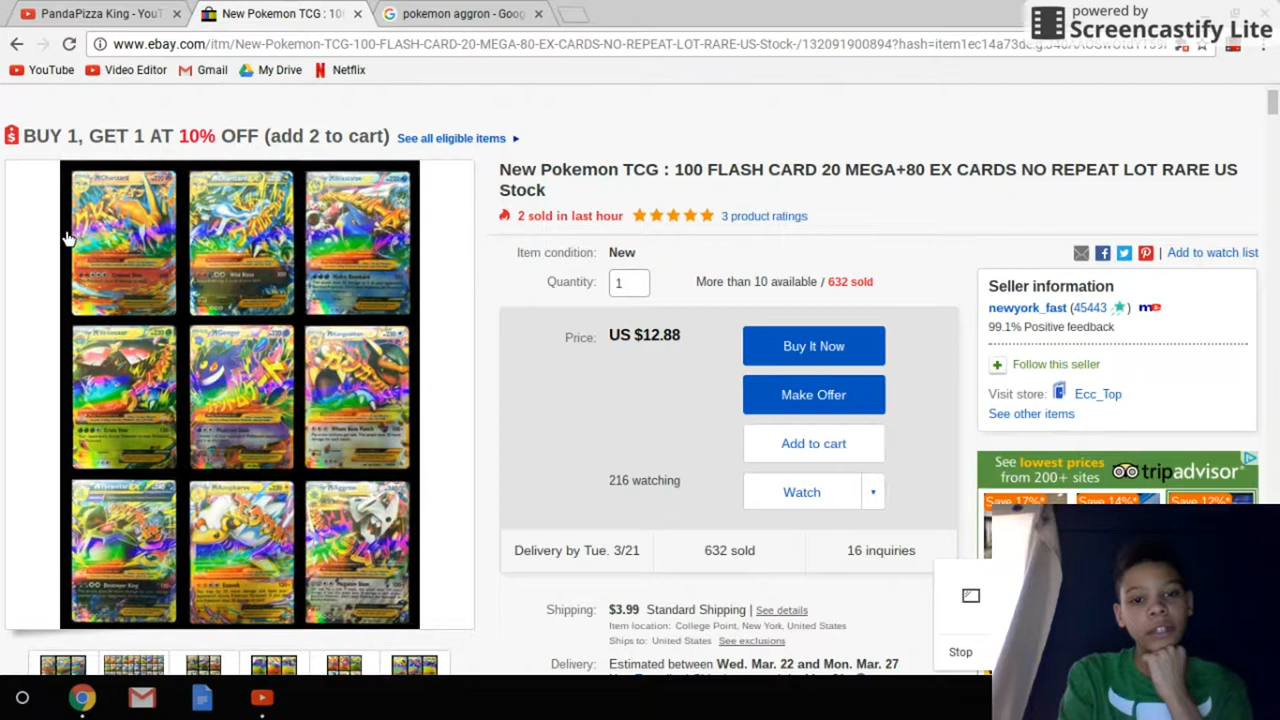 PandaPizza King - YouT
New Pokemon TCG : 10
pokemon aggron - Goog
powered by
Screencastify Lite
www.ebay.com/itm/New-Pokemon-TCG-100-FLASH-CARD-20-MEGA-80-EX-CARDS-NO-REPEAT-LOT-RARE-US-Stock-/132091900894?hash=item1ec14a73de
YouTube Video Editor Gmail My Drive Netflix
BUY 1, GET 1 AT 10% OFF (add 2 to cart) See all eligible items
New Pokemon TCG : 100 FLASH CARD 20 MEGA+80 EX CARDS NO REPEAT LOT RARE US
Stock
2 sold in last hour 3 product ratings
Item condition: New
Add to watch list
Quantity: 1 More than 10 available / 632 sold
Price: US $12.88
Buy It Now
Make Offer
Add to cart
216 watching
Watch
Delivery by Tue. 3/21 632 sold 16 inquiries
Shipping: $3.99 Standard Shipping | See details
Item location: College Point, New York, United States
Ships to: United States See exclusions
Delivery: Estimated between Wed. Mar. 22 and Mon. Mar. 27
Seller information
newyork_fast (45443 )
99.1% Positive feedback
Follow this seller
Visit store: Ecc_Top
See other items
See lowest prices
from 200+ sites
tripadvisor
Save 17%* Save 14%* Save 12%*
Stop